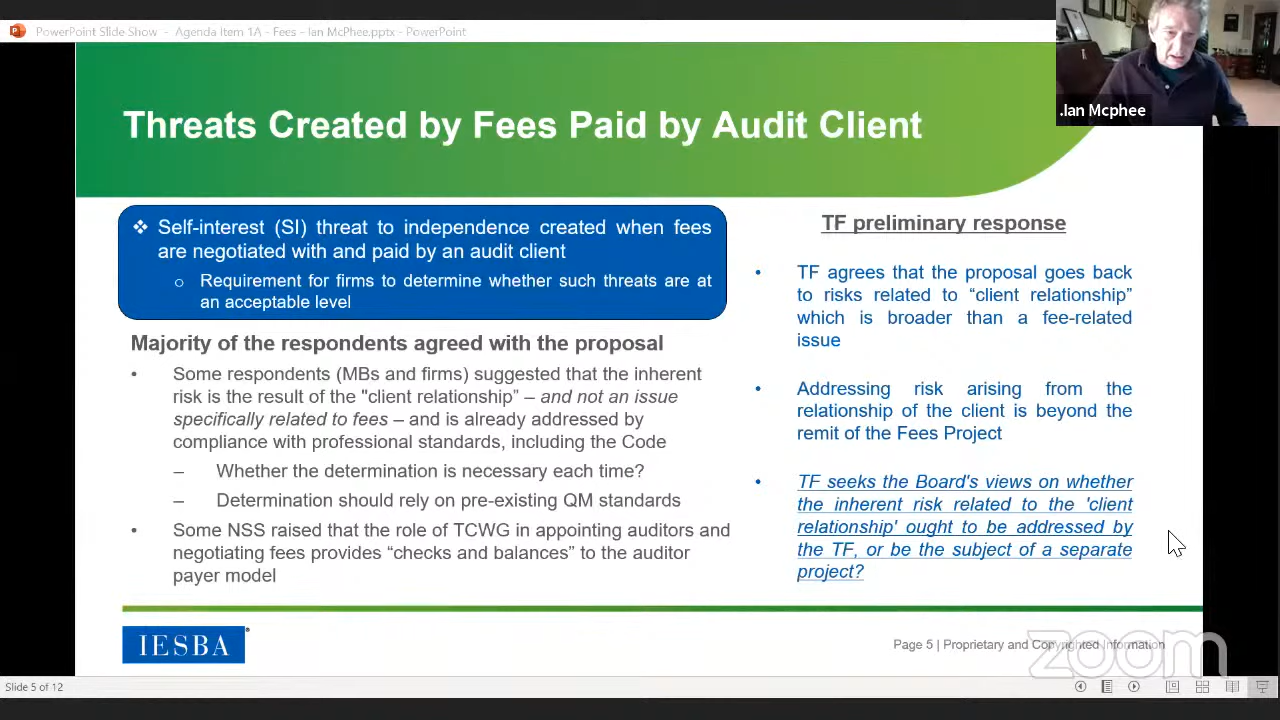 PowerPoint Slide Show - Agenda Item 1A - Fees - Ian McPhee.pptx - PowerPoint
.Ian Mcphee
Threats Created by Fees Paid by Audit Client
❖ Self-interest (SI) threat to independence created when fees
are negotiated with and paid by an audit client
o Requirement for firms to determine whether such threats are at
an acceptable level
Majority of the respondents agreed with the proposal
• Some respondents (MBs and firms) suggested that the inherent
risk is the result of the "client relationship” – and not an issue
specifically related to fees – and is already addressed by
compliance with professional standards, including the Code
– Whether the determination is necessary each time?
– Determination should rely on pre-existing QM standards
• Some NSS raised that the role of TCWG in appointing auditors and
negotiating fees provides “checks and balances” to the auditor
payer model
TF preliminary response
• TF agrees that the proposal goes back
to risks related to “client relationship”
which is broader than a fee-related
issue
• Addressing risk arising from the
relationship of the client is beyond the
remit of the Fees Project
• TF seeks the Board's views on whether
the inherent risk related to the 'client
relationship' ought to be addressed by
the TF, or be the subject of a separate
project?
IESBA®
Page 5 | Proprietary and Copyrighted Information
zoom
Slide 5 of 12